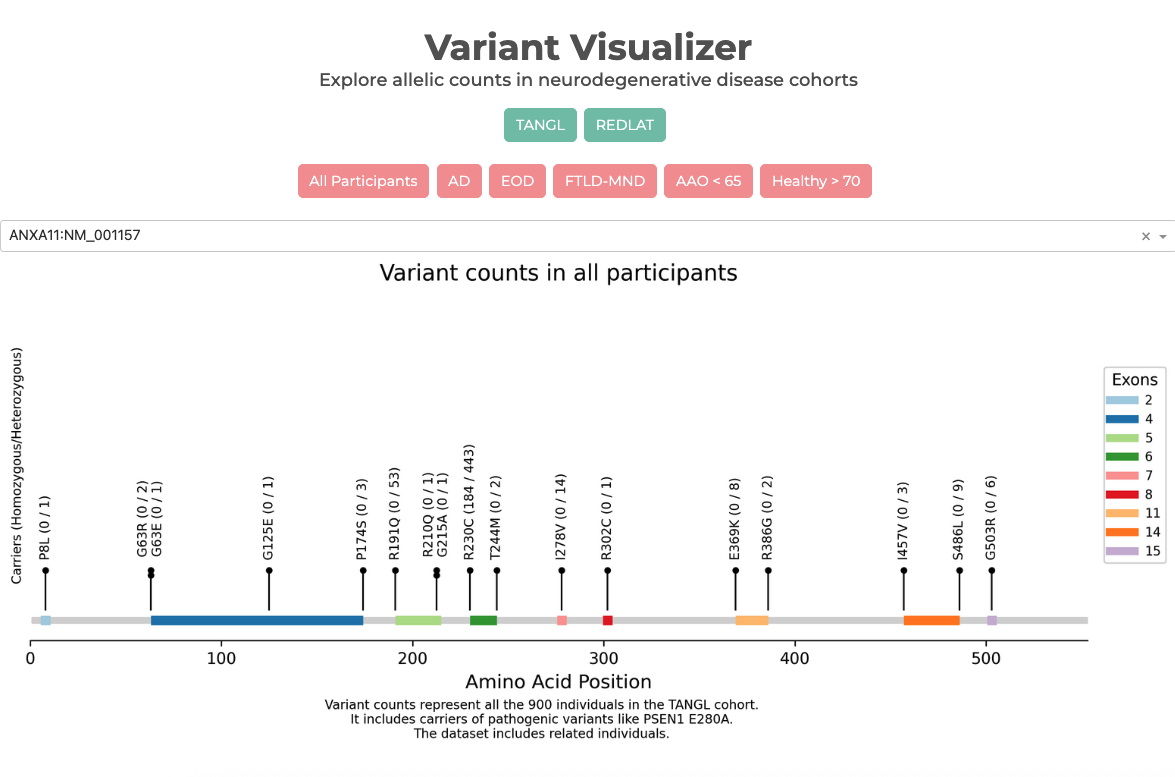 Variant Visualizer
Explore allelic counts in neurodegenerative disease cohorts
TANGL REDLAT
All Participants AD EOD FTLD-MND AAO < 65 Healthy > 70
ANXA11:NM_001157
Variant counts in all participants
Carriers (Homozygous/Heterozygous)
P8L (0 / 1)
G63R (0 / 2)
G63E (0 / 1)
G125E (0 / 1)
P174S (0 / 3)
R191Q (0 / 53)
R210Q (0 / 1)
G215A (0 / 1)
R230C (184 / 443)
T244M (0 / 2)
I278V (0 / 14)
R302C (0 / 1)
E369K (0 / 8)
R386G (0 / 2)
I457V (0 / 3)
S486L (0 / 9)
G503R (0 / 6)
Exons
2
4
5
6
7
8
11
14
15
0 100 200 300 400 500
Amino Acid Position
Variant counts represent all the 900 individuals in the TANGL cohort.
It includes carriers of pathogenic variants like PSEN1 E280A.
The dataset includes related individuals.